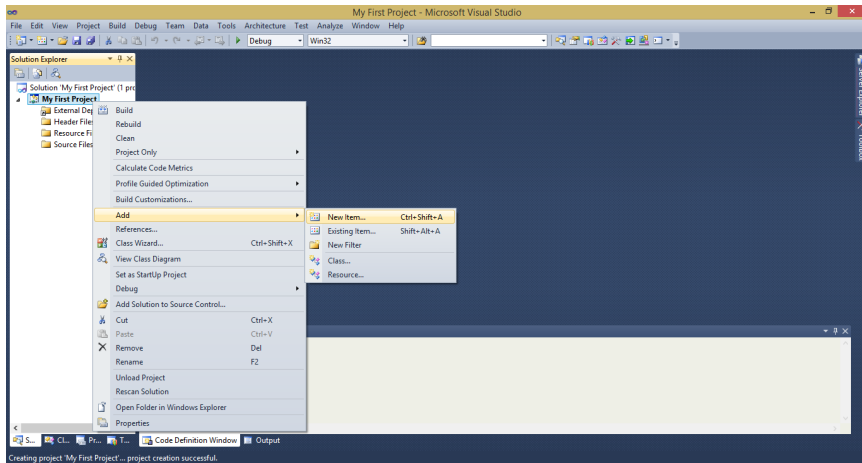 My First Project - Microsoft Visual Studio
File Edit View Project Build Debug Team Data Tools Architecture Test Analyze Window Help
Debug Win32
Solution Explorer
Solution 'My First Project' (1 pro
My First Project
External De
Header File
Resource Fi
Source Files
Build
Rebuild
Clean
Project Only
Calculate Code Metrics
Profile Guided Optimization
Build Customizations...
Add
References...
Class Wizard... Ctrl+Shift+X
View Class Diagram
Set as StartUp Project
Debug
Add Solution to Source Control...
Cut Ctrl+X
Paste Ctrl+V
Remove Del
Rename F2
Unload Project
Rescan Solution
Open Folder in Windows Explorer
Properties
New Item... Ctrl+Shift+A
Existing Item... Shift+Alt+A
New Filter
Class...
Resource...
Server Explorer
Toolbox
S... Cl... Pr... T... Code Definition Window Output
Creating project 'My First Project'... project creation successful.